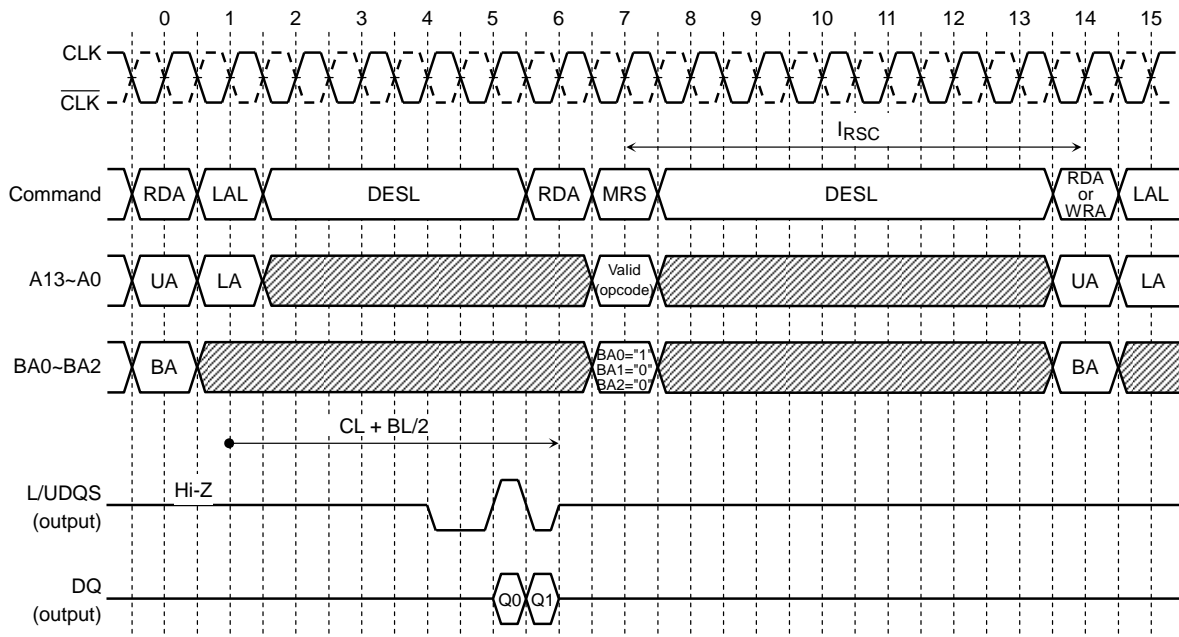 0 1 2 3 4 5 6 7 8 9 10 11 12 13 14 15
CLK
CLK
IRSC
Command RDA LAL DESL RDA MRS DESL RDA or WRA LAL
A13~A0 UA LA Valid (opcode) UA LA
BA0~BA2 BA BA0="1" BA1="0" BA2="0" BA
CL + BL/2
L/UDQS (output) Hi-Z
DQ (output) Q0 Q1